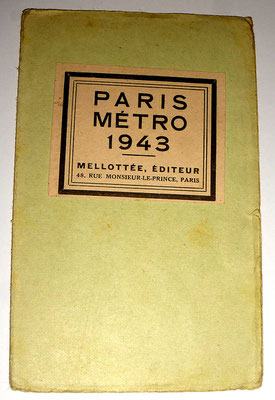 PARIS
MÉTRO
1943
MELLOTTÉE, ÉDITEUR
48, RUE MONSIEUR-LE-PRINCE, PARIS